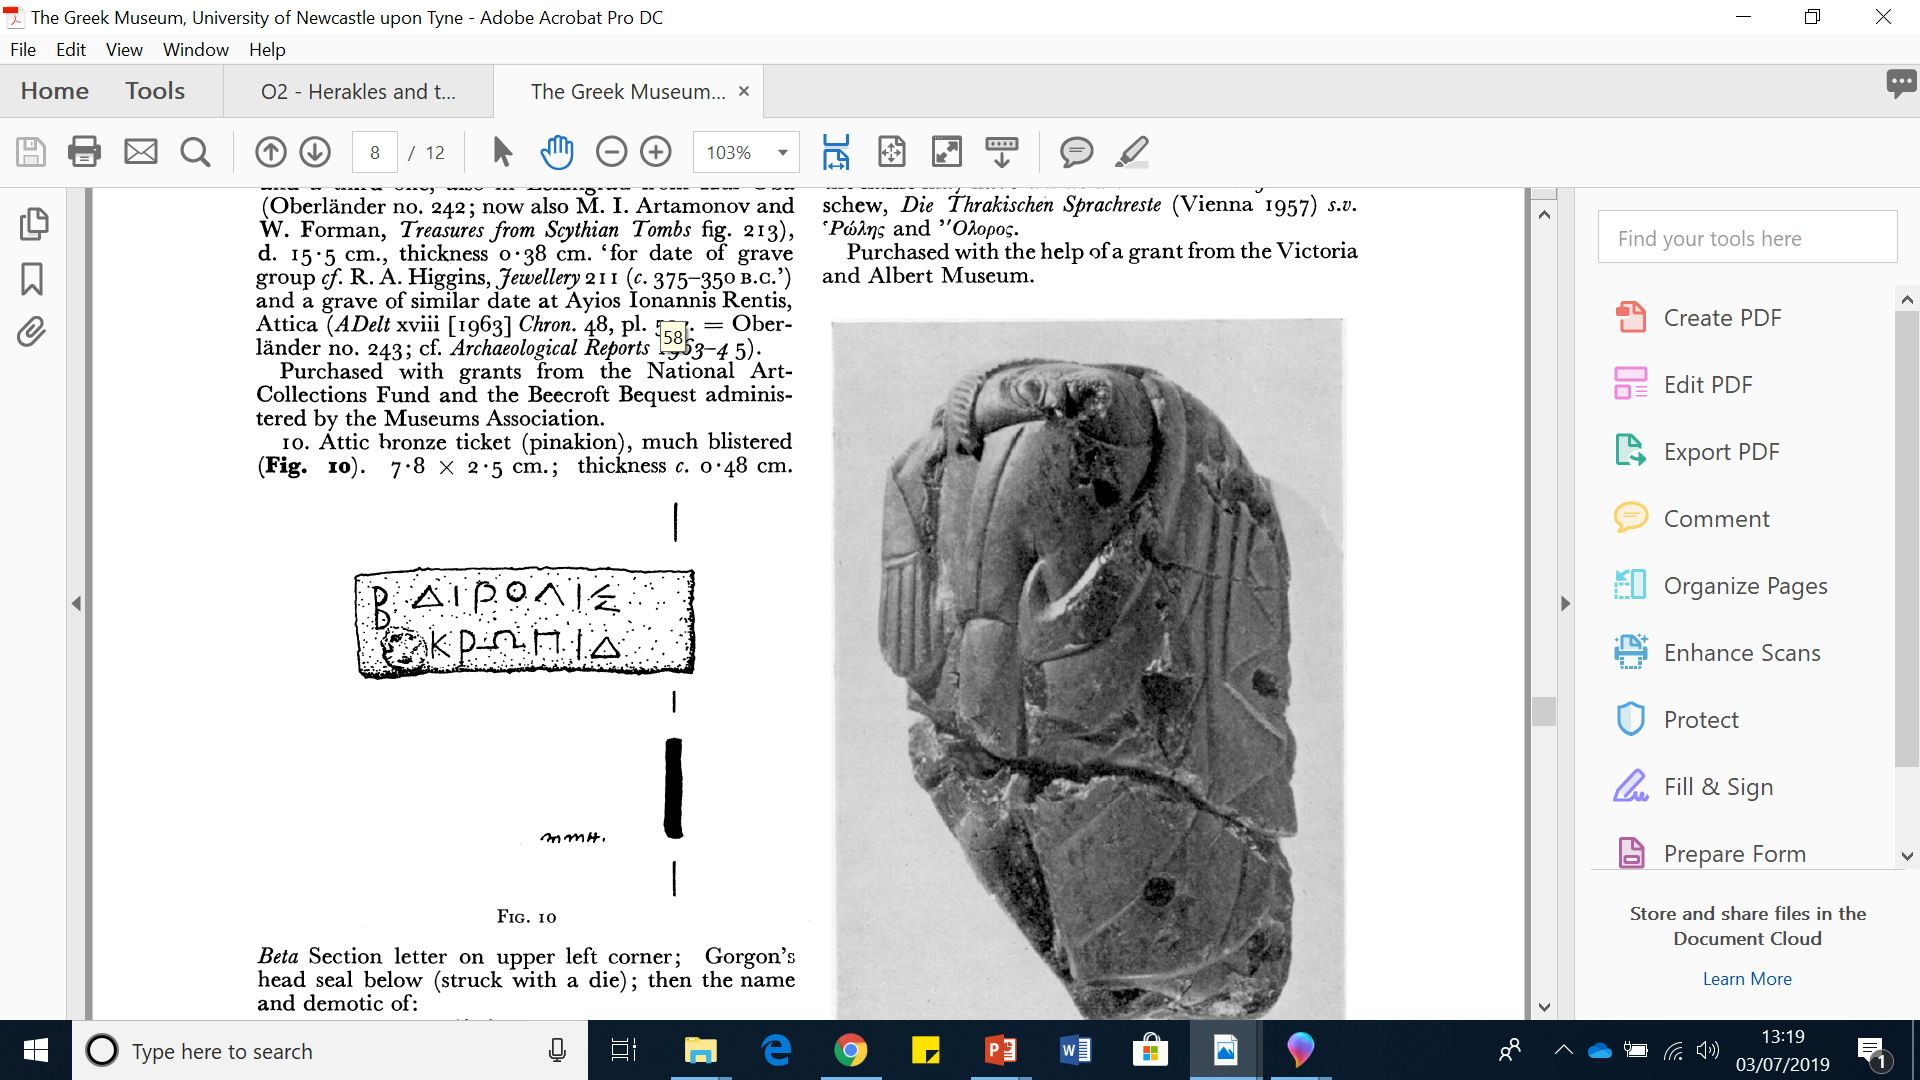 The Greek Museum, University of Newcastle upon Tyne - Adobe Acrobat Pro DC
File Edit View Window Help
Home Tools O2 - Herakles and t... The Greek Museum... ×
8 / 12 103%
(Oberländer no. 242; now also M. I. Artamonov and
W. Forman, Treasures from Scythian Tombs fig. 213),
d. 15·5 cm., thickness 0·38 cm. ‘for date of grave
group cf. R. A. Higgins, Jewellery 211 (c. 375–350 B.C.’)
and a grave of similar date at Ayios Ionannis Rentis,
Attica (ADelt xviii [1963] Chron. 48, pl. = Ober-
länder no. 243; cf. Archaeological Reports 1963–4 5).
58
Purchased with grants from the National Art-
Collections Fund and the Beecroft Bequest adminis-
tered by the Museums Association.
10. Attic bronze ticket (pinakion), much blistered
(Fig. 10). 7·8 × 2·5 cm.; thickness c. 0·48 cm.
Β ΔΙΡΟΛΙΣ
ΚΡΩΠΙΔ
mmH.
Fig. 10
Beta Section letter on upper left corner; Gorgon's
head seal below (struck with a die); then the name
and demotic of:
schew, Die Thrakischen Sprachreste (Vienna 1957) s.v.
Ῥώλης and Ὄλορος.
Purchased with the help of a grant from the Victoria
and Albert Museum.
Find your tools here
Create PDF
Edit PDF
Export PDF
Comment
Organize Pages
Enhance Scans
Protect
Fill & Sign
Prepare Form
Store and share files in the
Document Cloud
Learn More
Type here to search
13:19
03/07/2019
1